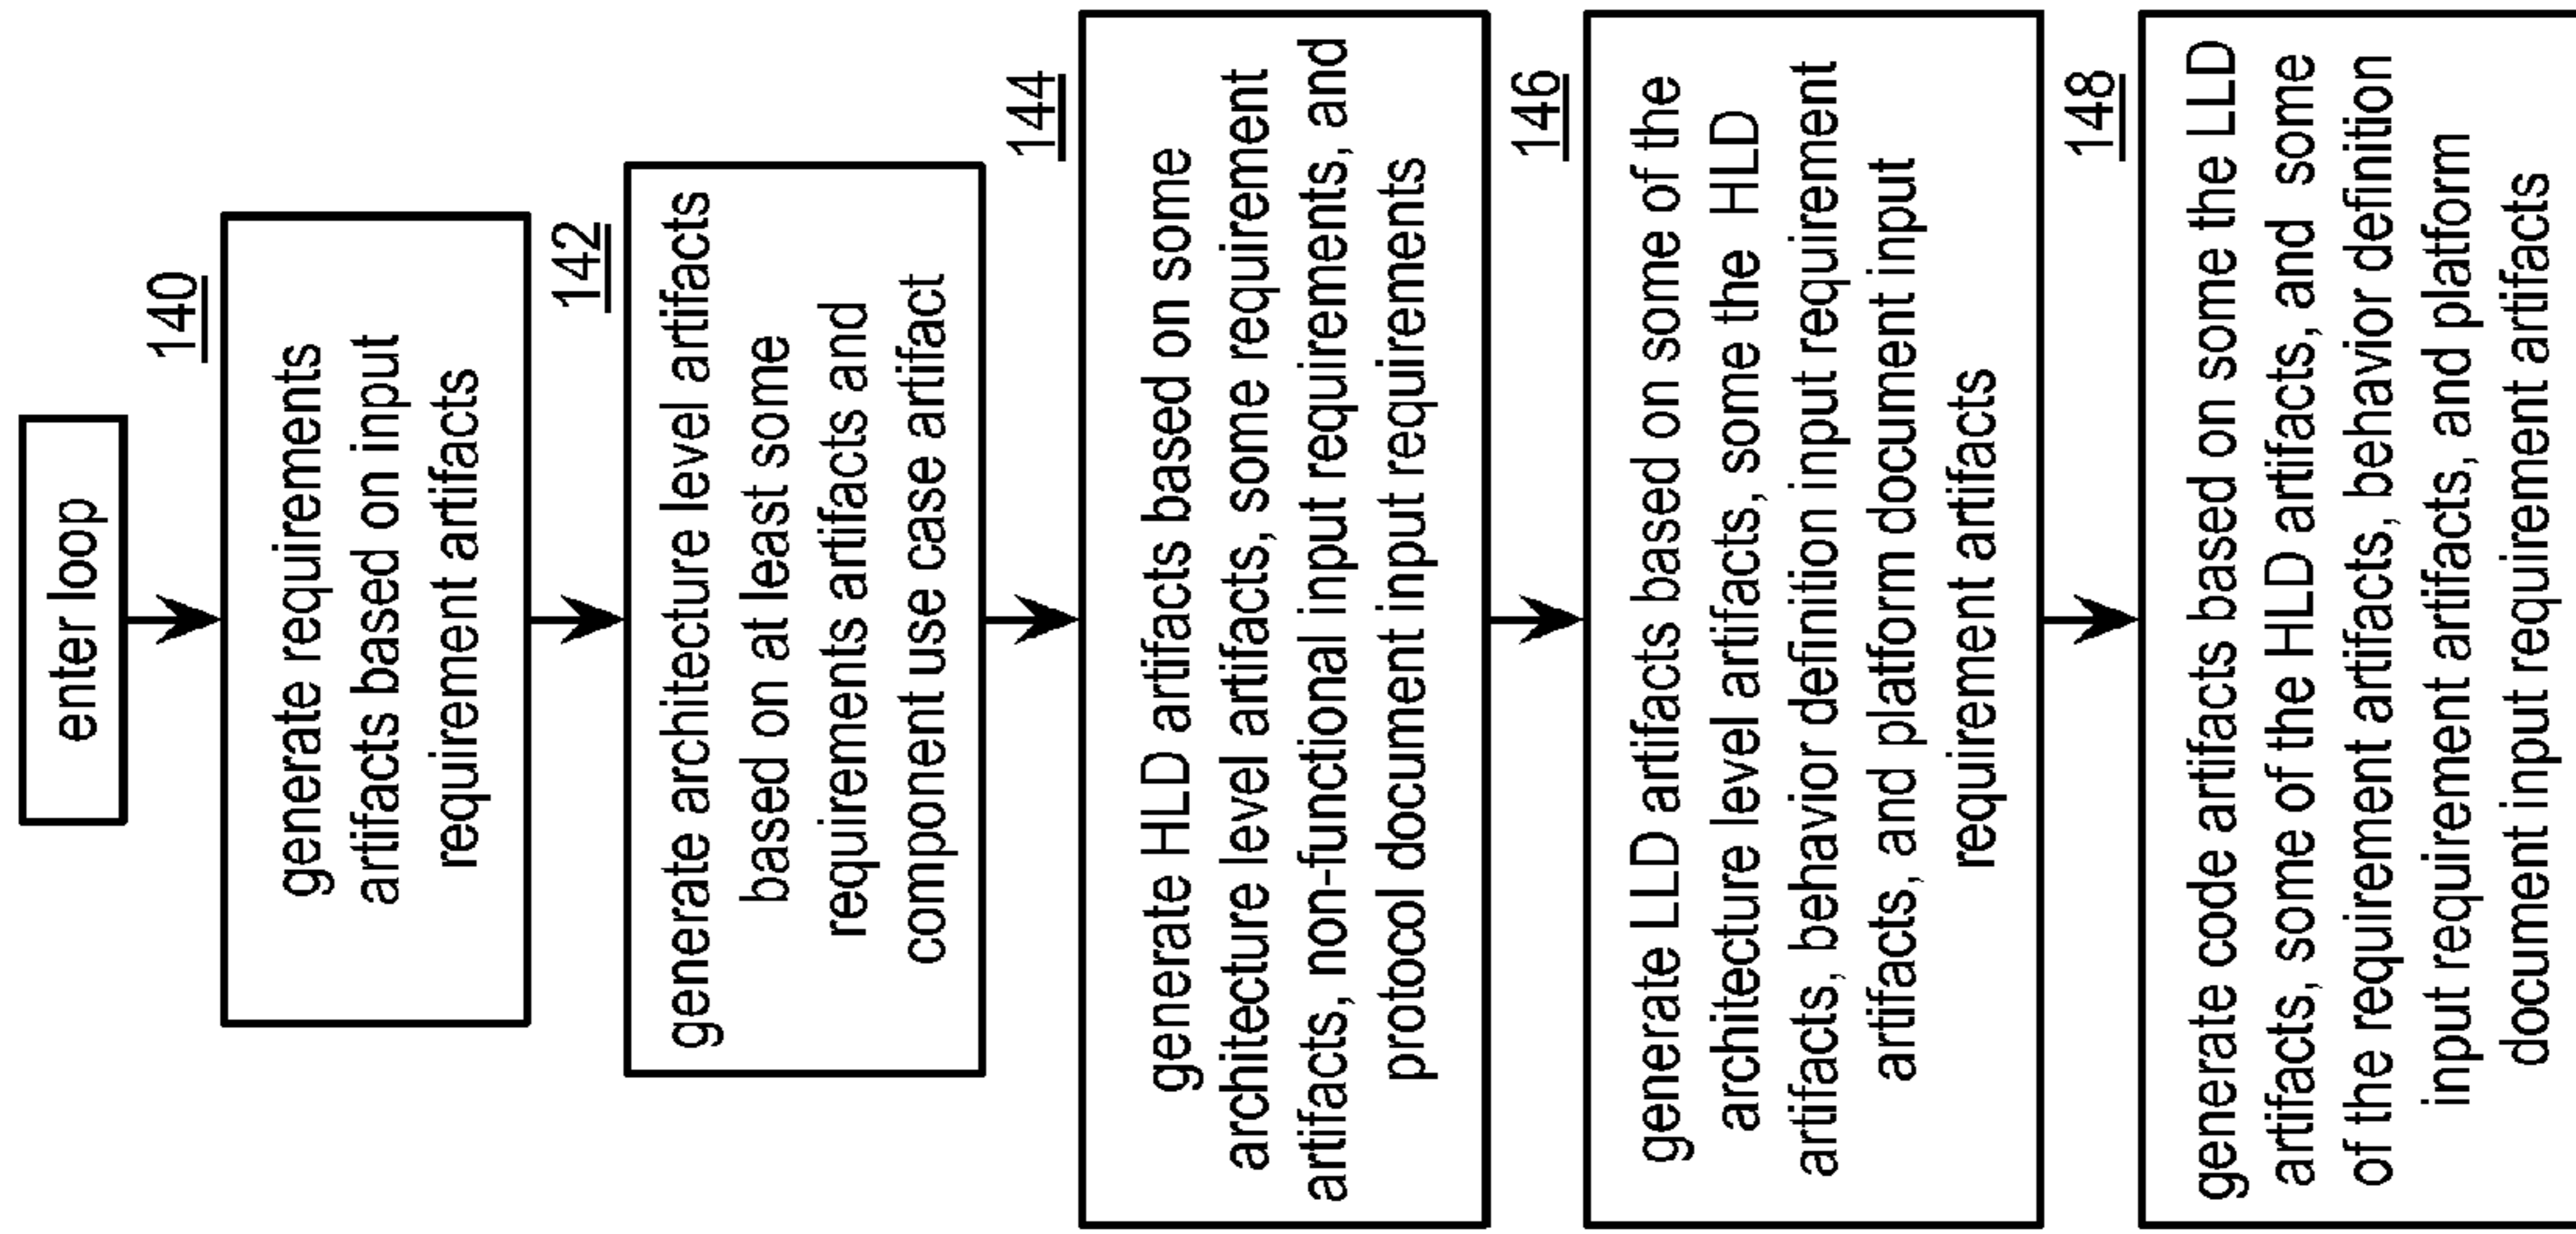 enter loop
140
generate requirements
artifacts based on input
requirement artifacts
142
generate architecture level artifacts
based on at least some
requirements artifacts and
component use case artifact
144
generate HLD artifacts based on some
architecture level artifacts, some requirement
artifacts, non-functional input requirements, and
protocol document input requirements
146
generate LLD artifacts based on some of the
architecture level artifacts, some the HLD
artifacts, behavior definition input requirement
artifacts, and platform document input
requirement artifacts
148
generate code artifacts based on some the LLD
artifacts, some of the HLD artifacts, and some
of the requirement artifacts, behavior definition
input requirement artifacts, and platform
document input requirement artifacts